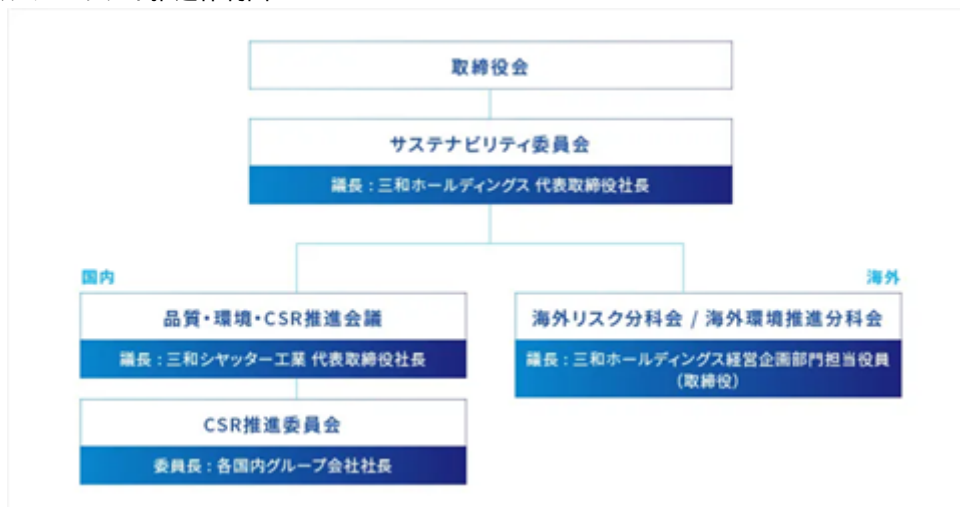 取締役会
サステナビリティ委員会
議長：三和ホールディングス 代表取締役社長
国内
海外
品質・環境・CSR推進会議
議長：三和シヤッター工業 代表取締役社長
海外リスク分科会 / 海外環境推進分科会
議長：三和ホールディングス経営企画部門担当役員
（取締役）
CSR推進委員会
委員長：各国内グループ会社社長